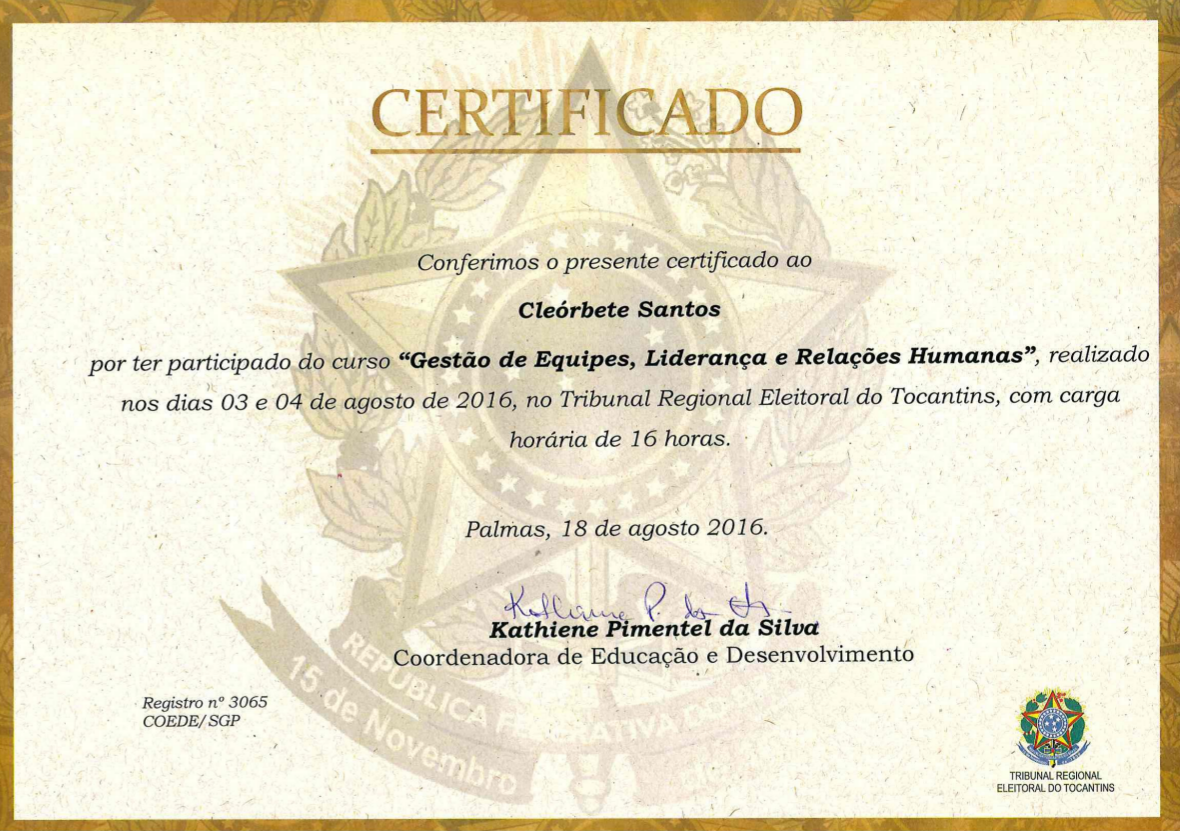 CERTIFICADO
Conferimos o presente certificado ao
Cleórbete Santos
por ter participado do curso “Gestão de Equipes, Liderança e Relações Humanas”, realizado
nos dias 03 e 04 de agosto de 2016, no Tribunal Regional Eleitoral do Tocantins, com carga
horária de 16 horas.
Palmas, 18 de agosto 2016.
Kathiene P. da
Kathiene Pimentel da Silva
Coordenadora de Educação e Desenvolvimento
REPÚBLICA
15 de Novembro
Registro nº 3065
COEDE/SGP
TRIBUNAL REGIONAL
ELEITORAL DO TOCANTINS